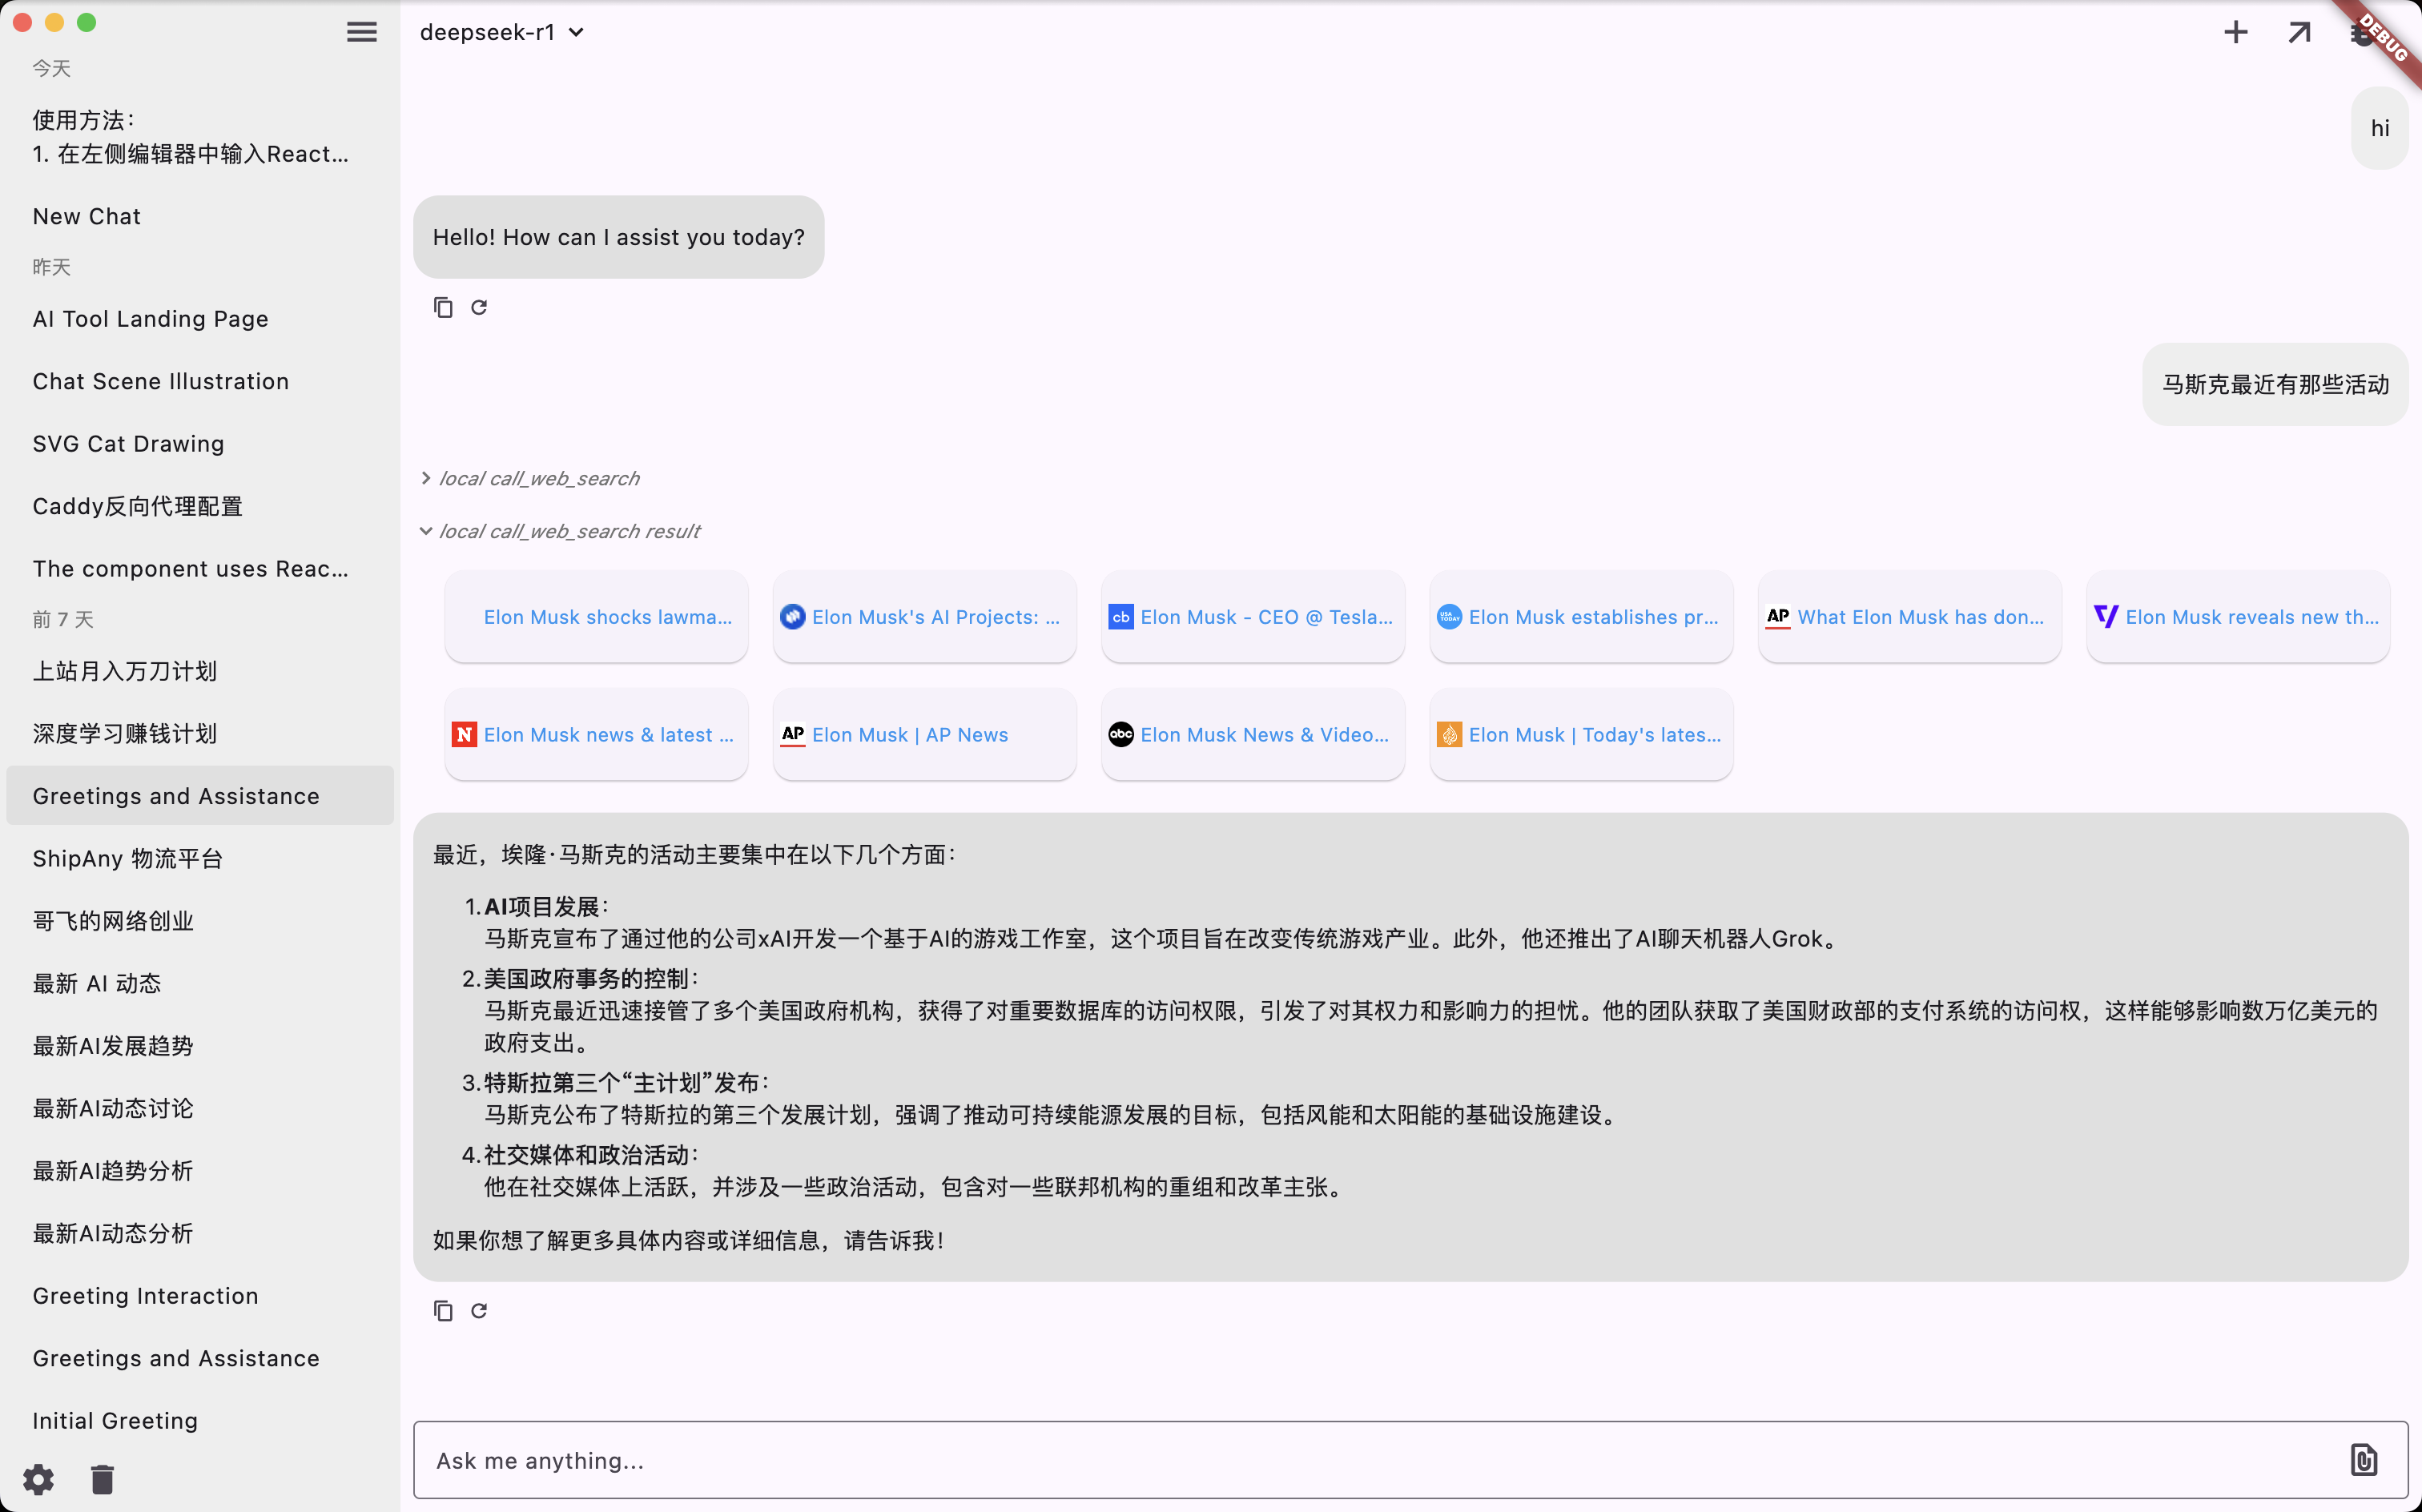 今天
使用方法：
1. 在左侧编辑器中输入React...
New Chat
昨天
AI Tool Landing Page
Chat Scene Illustration
SVG Cat Drawing
Caddy反向代理配置
The component uses Reac...
前 7 天
上站月入万刀计划
深度学习赚钱计划
Greetings and Assistance
ShipAny 物流平台
哥飞的网络创业
最新 AI 动态
最新AI发展趋势
最新AI动态讨论
最新AI趋势分析
最新AI动态分析
Greeting Interaction
Greetings and Assistance
Initial Greeting
deepseek-r1
DEBUG
hi
Hello! How can I assist you today?
马斯克最近有那些活动
local call_web_search
local call_web_search result
Elon Musk shocks lawma...
Elon Musk's AI Projects: ...
cb Elon Musk - CEO @ Tesla...
USA TODAY Elon Musk establishes pr...
AP What Elon Musk has don...
Elon Musk reveals new th...
N Elon Musk news & latest ...
AP Elon Musk | AP News
abc Elon Musk News & Video...
Elon Musk | Today's lates...
最近，埃隆·马斯克的活动主要集中在以下几个方面：
1. AI项目发展：
马斯克宣布了通过他的公司xAI开发一个基于AI的游戏工作室，这个项目旨在改变传统游戏产业。此外，他还推出了AI聊天机器人Grok。
2. 美国政府事务的控制：
马斯克最近迅速接管了多个美国政府机构，获得了对重要数据库的访问权限，引发了对其权力和影响力的担忧。他的团队获取了美国财政部的支付系统的访问权，这样能够影响数万亿美元的
政府支出。
3. 特斯拉第三个“主计划”发布：
马斯克公布了特斯拉的第三个发展计划，强调了推动可持续能源发展的目标，包括风能和太阳能的基础设施建设。
4. 社交媒体和政治活动：
他在社交媒体上活跃，并涉及一些政治活动，包含对一些联邦机构的重组和改革主张。
如果你想了解更多具体内容或详细信息，请告诉我！
Ask me anything...